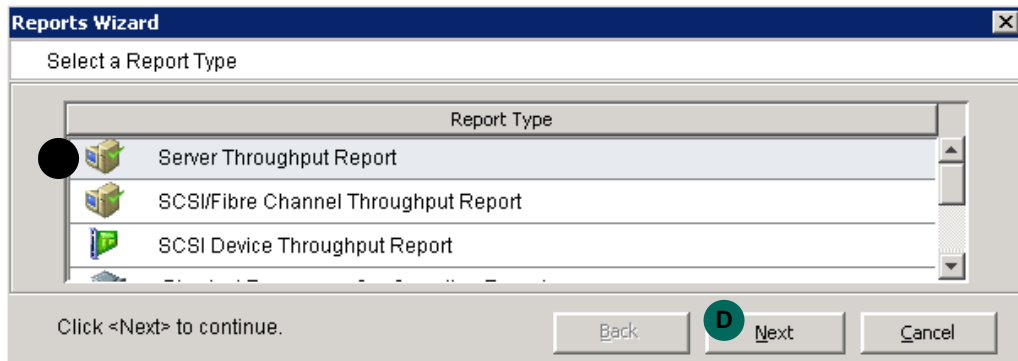 Reports Wizard
Select a Report Type
Report Type
Server Throughput Report
SCSI/Fibre Channel Throughput Report
SCSI Device Throughput Report
Click <Next> to continue.
Back
D
Next
Cancel